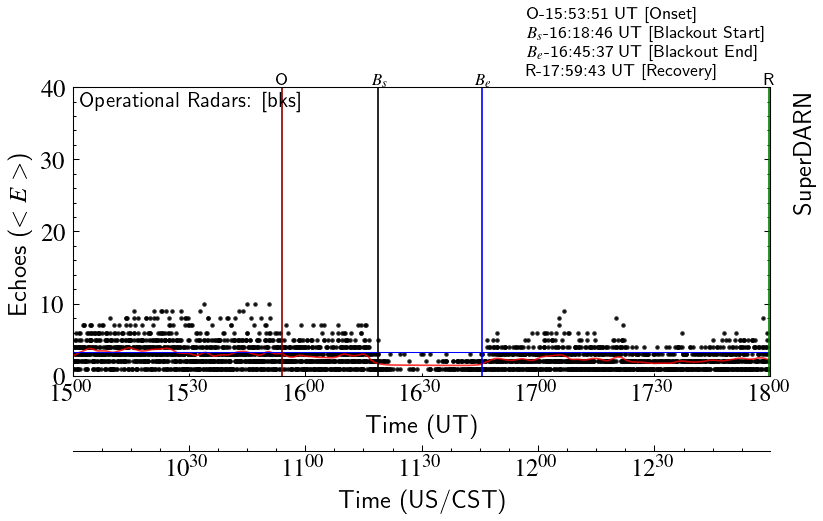 O-15:53:51 UT [Onset]
Bs-16:18:46 UT [Blackout Start]
Be-16:45:37 UT [Blackout End]
R-17:59:43 UT [Recovery]
O Bs Be R
Operational Radars: [bks]
40
30
20
10
0
Echoes (< E >)
SuperDARN
15⁰⁰ 15³⁰ 16⁰⁰ 16³⁰ 17⁰⁰ 17³⁰ 18⁰⁰
Time (UT)
10³⁰ 11⁰⁰ 11³⁰ 12⁰⁰ 12³⁰
Time (US/CST)